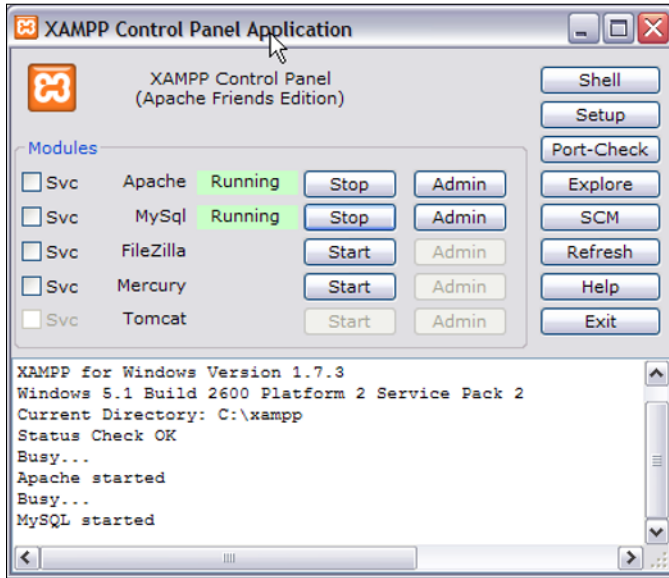 XAMPP Control Panel Application
XAMPP Control Panel
(Apache Friends Edition)
Shell
Setup
Port-Check
Explore
SCM
Refresh
Help
Exit
Modules
Svc Apache Running Stop Admin
Svc MySql Running Stop Admin
Svc FileZilla Start Admin
Svc Mercury Start Admin
Svc Tomcat Start Admin
XAMPP for Windows Version 1.7.3
Windows 5.1 Build 2600 Platform 2 Service Pack 2
Current Directory: C:\xampp
Status Check OK
Busy...
Apache started
Busy...
MySQL started